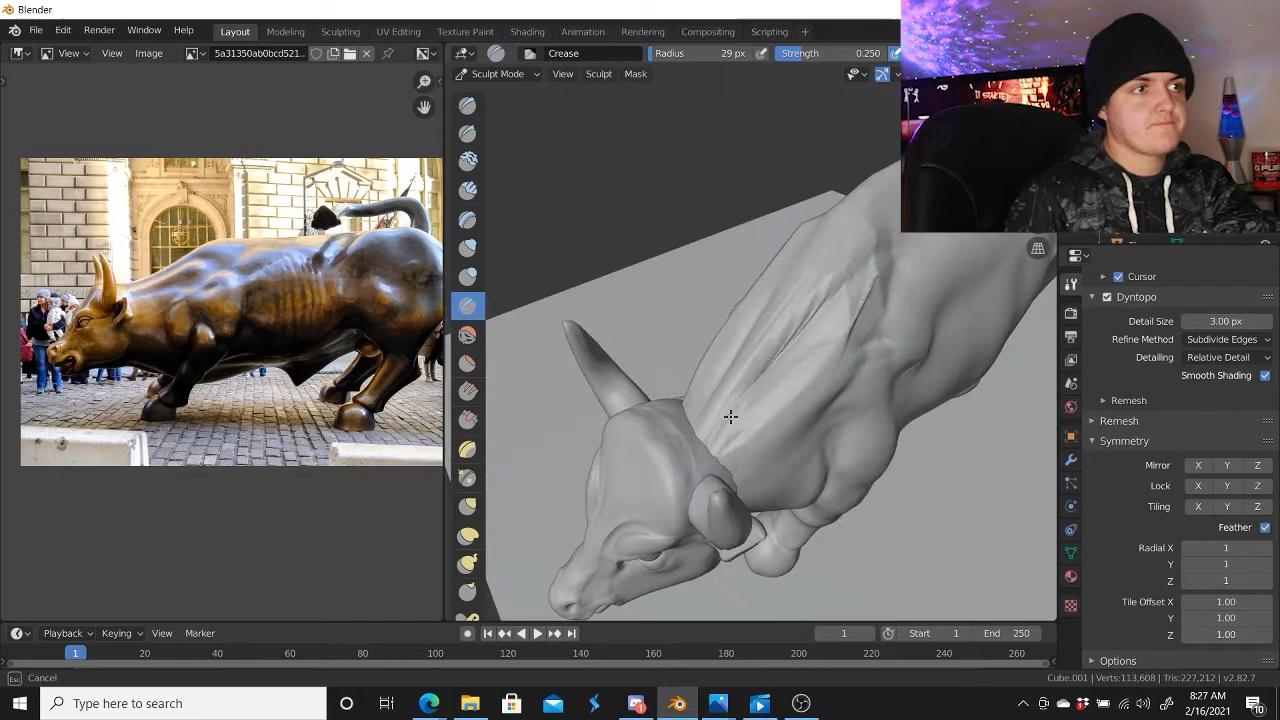 Blender
File Edit Render Window Help
Layout Modeling Sculpting UV Editing Texture Paint Shading Animation Rendering Compositing Scripting +
View View Image 5a31350ab0bcd521.. Crease Radius 29 px Strength 0.250
Sculpt Mode View Sculpt Mask
STARTED
G FUEL
Cursor
Dyntopo
Detail Size 3.00 px
Refine Method Subdivide Edges
Detailing Relative Detail
Smooth Shading
Remesh
Remesh
Symmetry
Mirror X Y Z
Lock X Y Z
Tiling X Y Z
Feather
Radial X 1
Y 1
Z 1
Tile Offset X 1.00
Y 1.00
Z 1.00
Options
Playback Keying View Marker 1 Start 1 End 250
1 20 40 60 80 100 120 140 160 180 200 220 240 260
Esc Cancel Cube.001 | Verts:113,608 | Tris:227,212 | v2.82.7
Type here to search
8:27 AM
2/16/2021